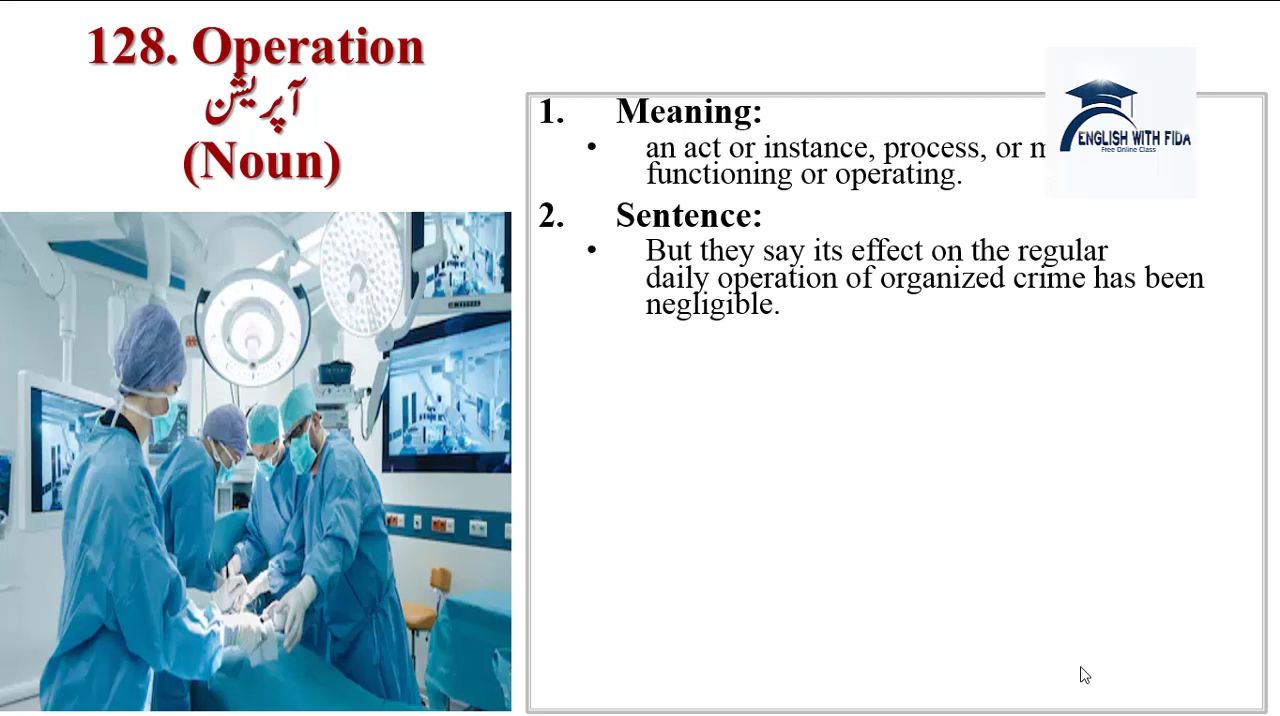 128. Operation
آپریشن
(Noun)
1. Meaning:
• an act or instance, process, or
functioning or operating.
2. Sentence:
• But they say its effect on the regular
daily operation of organized crime has been
negligible.
ENGLISH WITH FIDA
Free Online Class